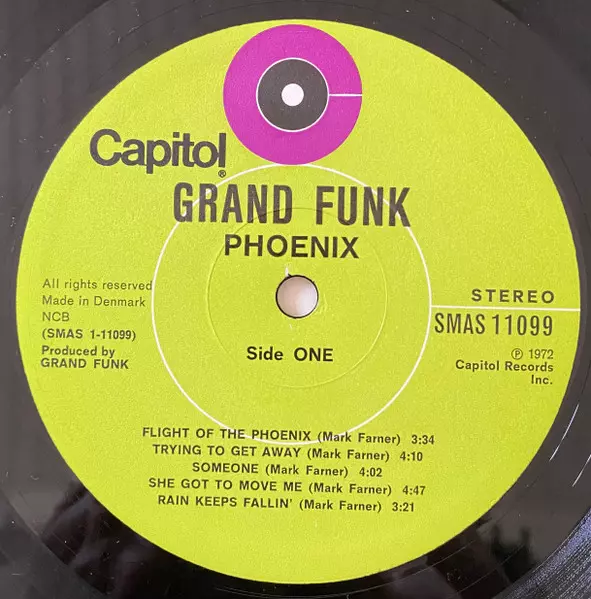 Capitol®
GRAND FUNK
PHOENIX
All rights reserved
Made in Denmark
NCB
(SMAS 1-11099)
Produced by
GRAND FUNK
STEREO
SMAS 11099
℗ 1972
Capitol Records
Inc.
Side ONE
FLIGHT OF THE PHOENIX (Mark Farner) 3:34
TRYING TO GET AWAY (Mark Farner) 4:10
SOMEONE (Mark Farner) 4:02
SHE GOT TO MOVE ME (Mark Farner) 4:47
RAIN KEEPS FALLIN' (Mark Farner) 3:21